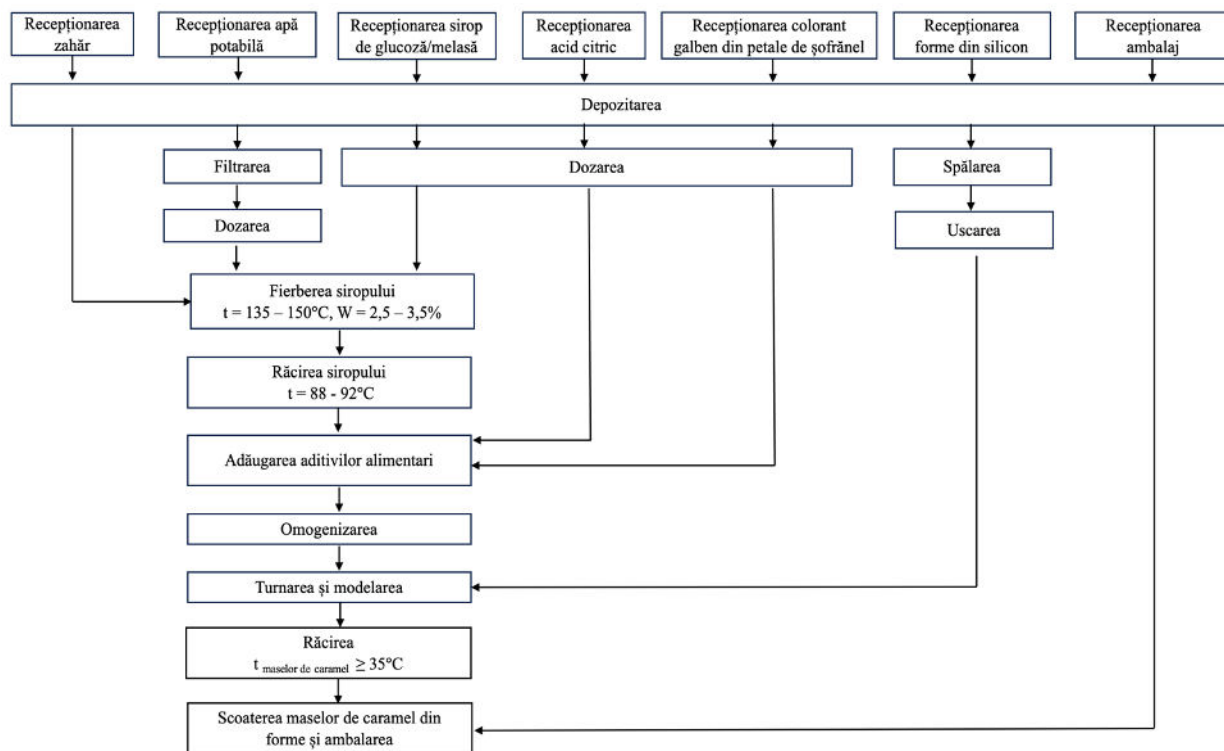 Recepționarea
zahăr
Recepționarea apă
potabilă
Recepționarea sirop
de glucoză/melasă
Recepționarea
acid citric
Recepționarea colorant
galben din petale de șofrănel
Recepționarea
forme din silicon
Recepționarea
ambalaj
Depozitarea
Filtrarea
Dozarea
Spălarea
Dozarea
Uscarea
Fierberea siropului
t = 135 – 150°C, W = 2,5 – 3,5%
Răcirea siropului
t = 88 - 92°C
Adăugarea aditivilor alimentari
Omogenizarea
Turnarea și modelarea
Răcirea
t maselor de caramel ≥ 35°C
Scoaterea maselor de caramel din
forme și ambalarea